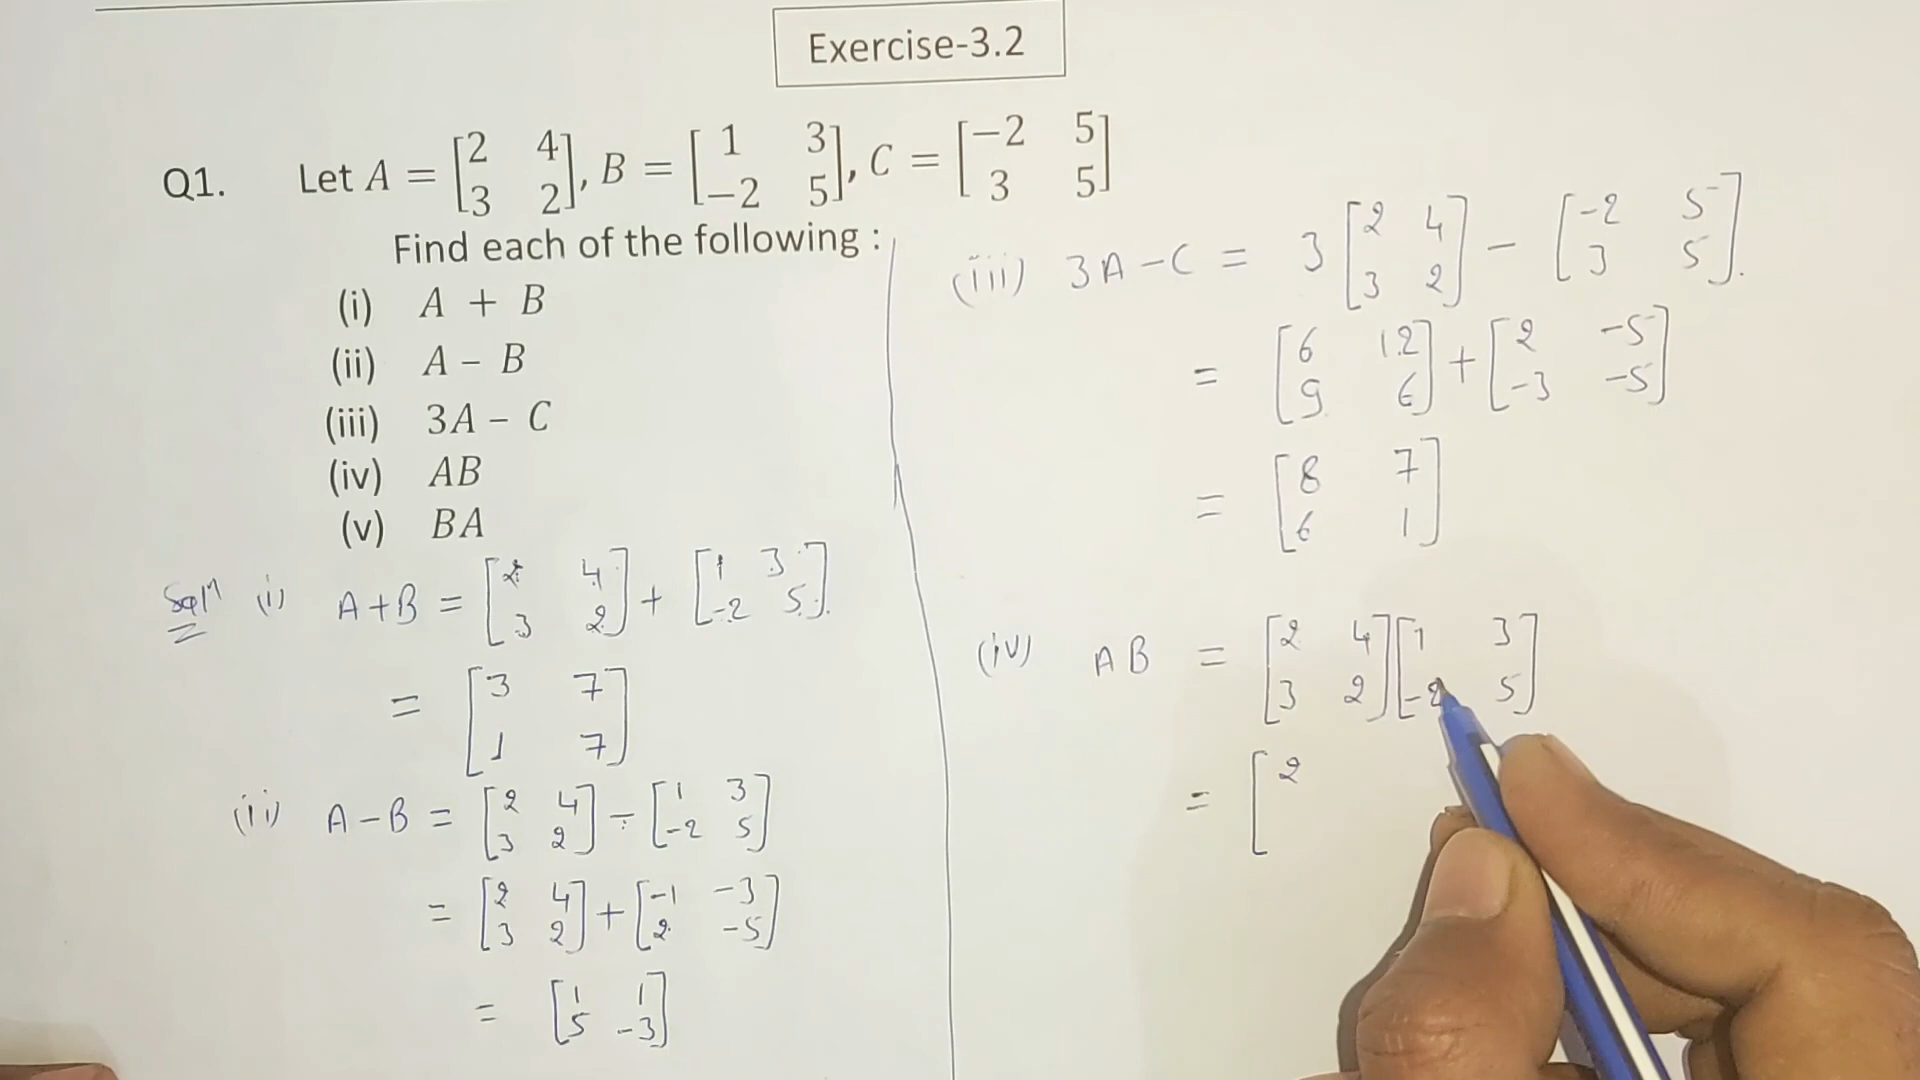 Exercise-3.2
Q1. Let A = [2 4; 3 2], B = [1 3; −2 5], C = [−2 5; 3 5]
Find each of the following :
(i) A + B
(ii) A − B
(iii) 3A − C
(iv) AB
(v) BA
Solⁿ (i) A+B = [2 4; 3 2] + [1 3; -2 5]
= [3 7; 1 7]
(ii) A-B = [2 4; 3 2] - [1 3; -2 5]
= [2 4; 3 2] + [-1 -3; 2 -5]
= [1 1; 5 -3]
(iii) 3A-C = 3 [2 4; 3 2] - [-2 5; 3 5].
= [6 12; 9 6] + [2 -5; -3 -5]
= [8 7; 6 1]
(iv) AB = [2 4; 3 2] [1 3; -2 5]
= [2